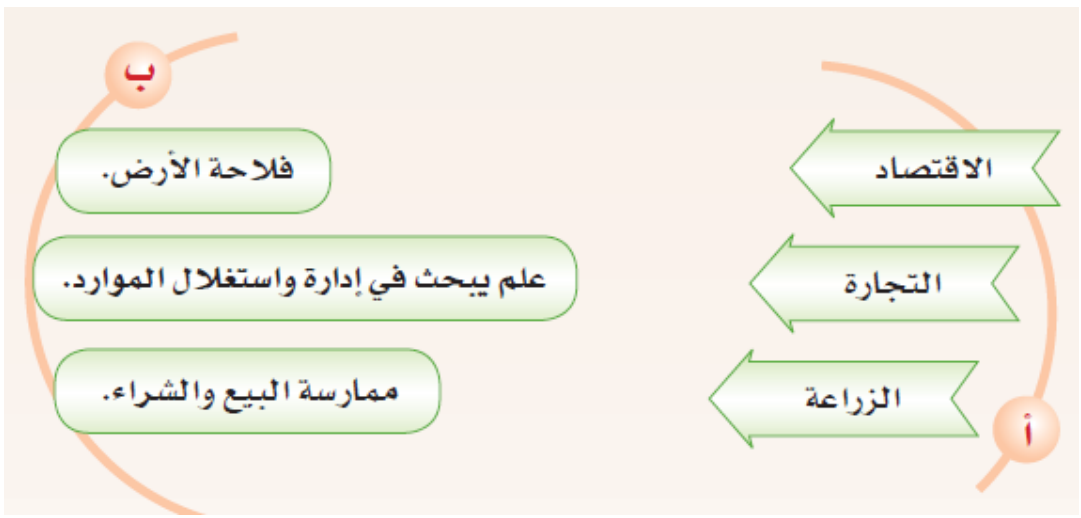 أ
الاقتصاد
التجارة
الزراعة
ب
فلاحة الأرض.
علم يبحث في إدارة واستغلال الموارد.
ممارسة البيع والشراء.